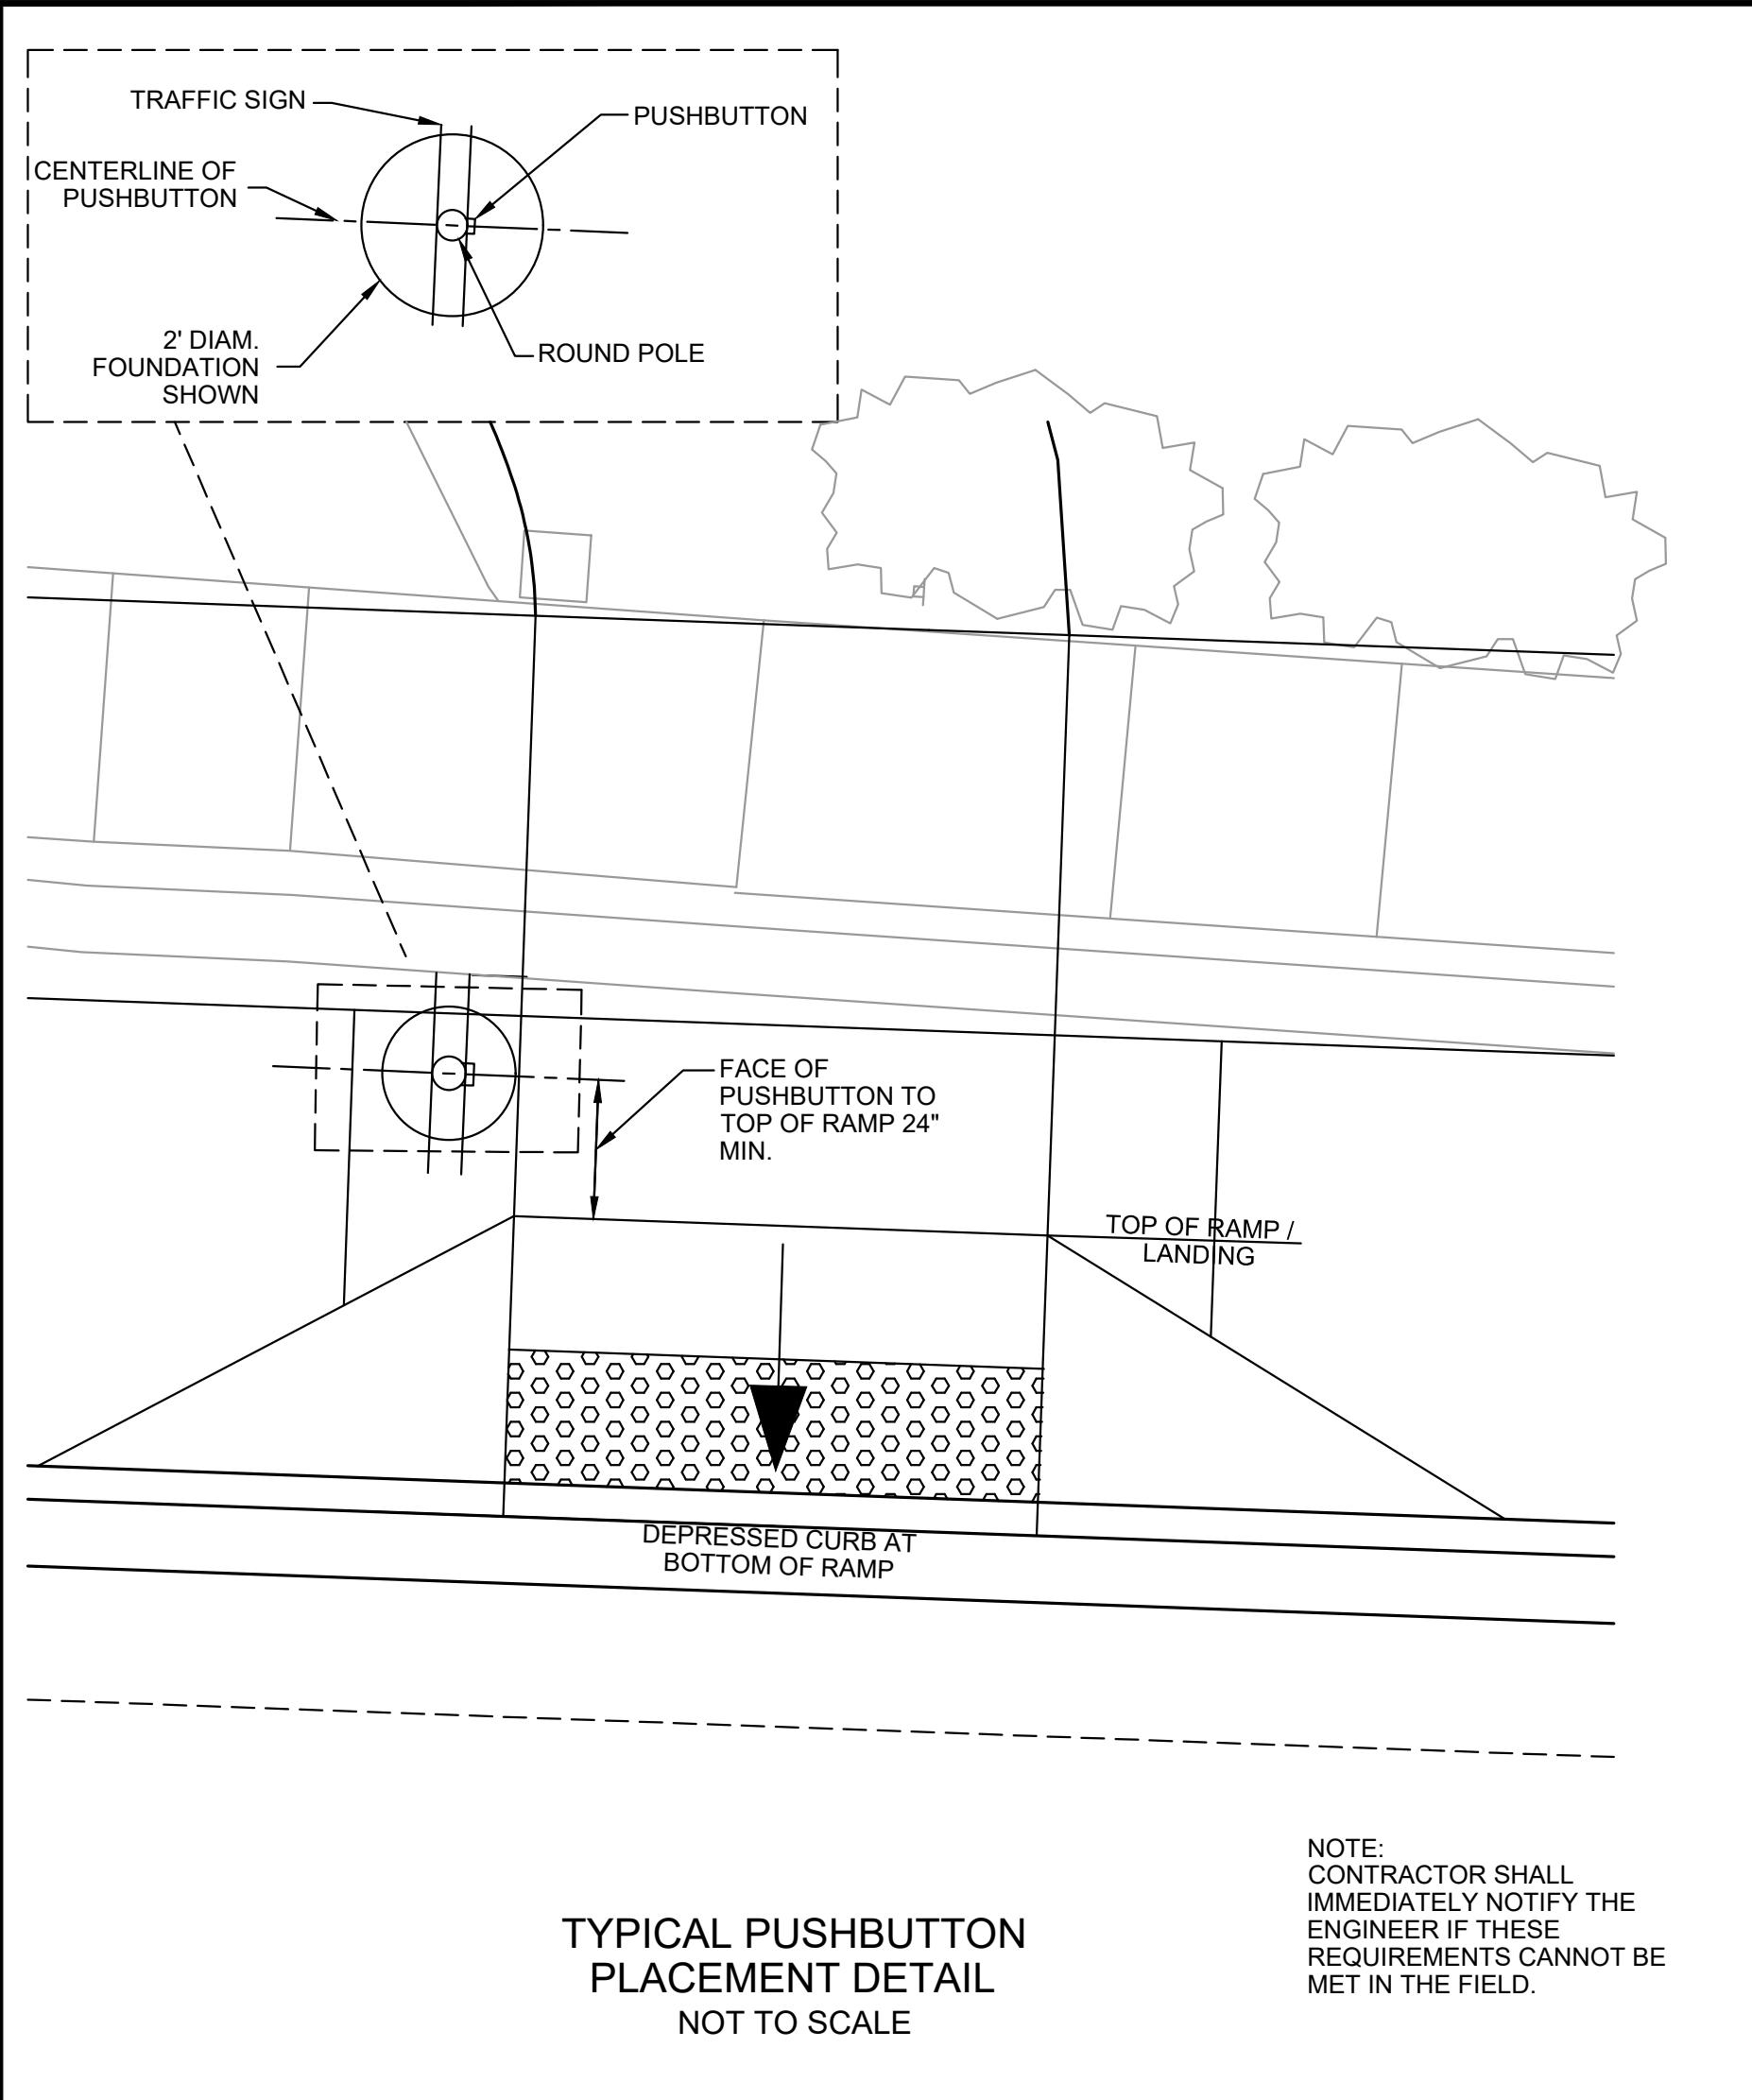 TRAFFIC SIGN
PUSHBUTTON
CENTERLINE OF
PUSHBUTTON
2' DIAM.
FOUNDATION
SHOWN
ROUND POLE
FACE OF
PUSHBUTTON TO
TOP OF RAMP 24"
MIN.
TOP OF RAMP /
LANDING
DEPRESSED CURB AT
BOTTOM OF RAMP
NOTE:
CONTRACTOR SHALL
IMMEDIATELY NOTIFY THE
ENGINEER IF THESE
REQUIREMENTS CANNOT BE
MET IN THE FIELD.
TYPICAL PUSHBUTTON
PLACEMENT DETAIL
NOT TO SCALE